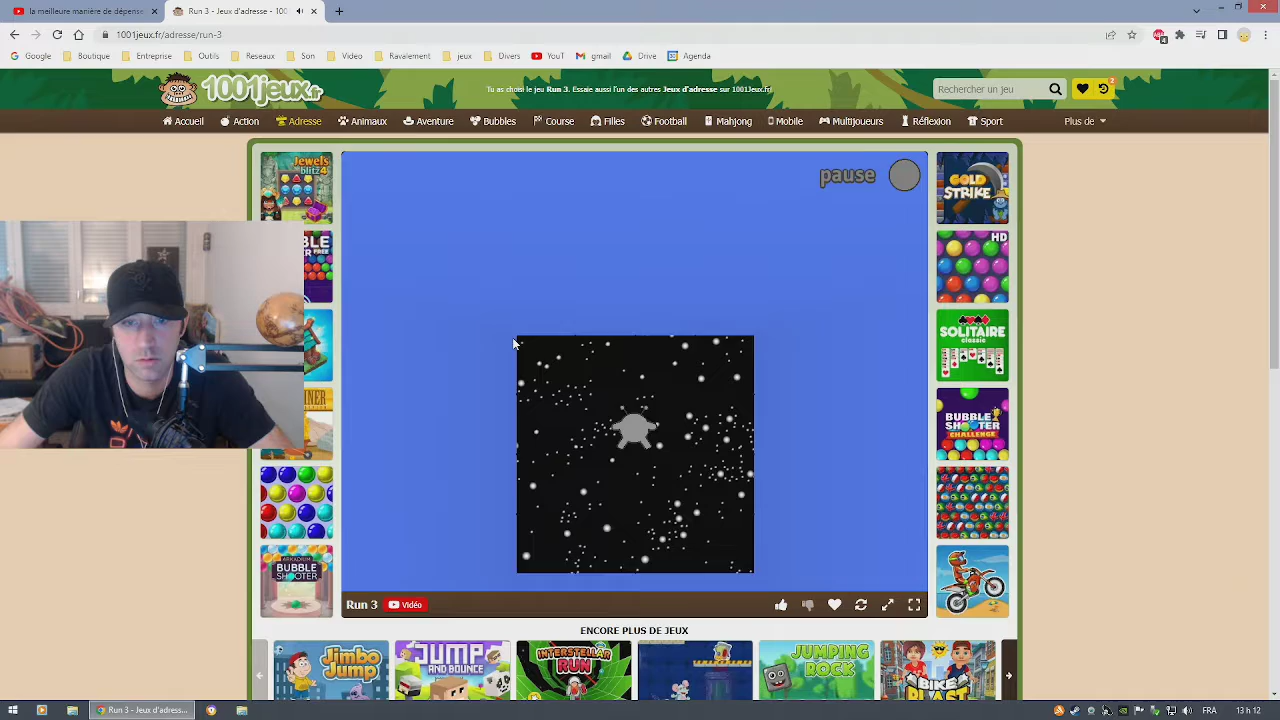 la meilleure manière de dépense
Run 3 - Jeux d'adresse - 100
1001jeux.fr/adresse/run-3
Google
Boutique
Entreprise
Outils
Reseaux
Son
Video
Ravalement
jeux
Divers
YouT
gmail
Drive
Agenda
1001jeux.fr
Tu as choisi le jeu Run 3. Essaie aussi l'un des autres Jeux d'adresse sur 1001Jeux.fr!
Rechercher un jeu
2
Accueil
Action
Adresse
Animaux
Aventure
Bubbles
Course
Filles
Football
Mahjong
Mobile
Multijoueurs
Réflexion
Sport
Plus de
Jewels
blitz 4
pause
GOLD
STRIKE
HD
SOLITAIRE
classic
BUBBLE
SHOOTER
CHALLENGE
ARKADIUM
BUBBLE
SHOOTER
Run 3
Vidéo
ENCORE PLUS DE JEUX
Jimbo
Jump
JUMP
AND BOUNCE
INTERSTELLAR
RUN
JUMPING
ROCK
BIKE
BLAST
Run 3 - Jeux d'adress...
FRA
13 h 12